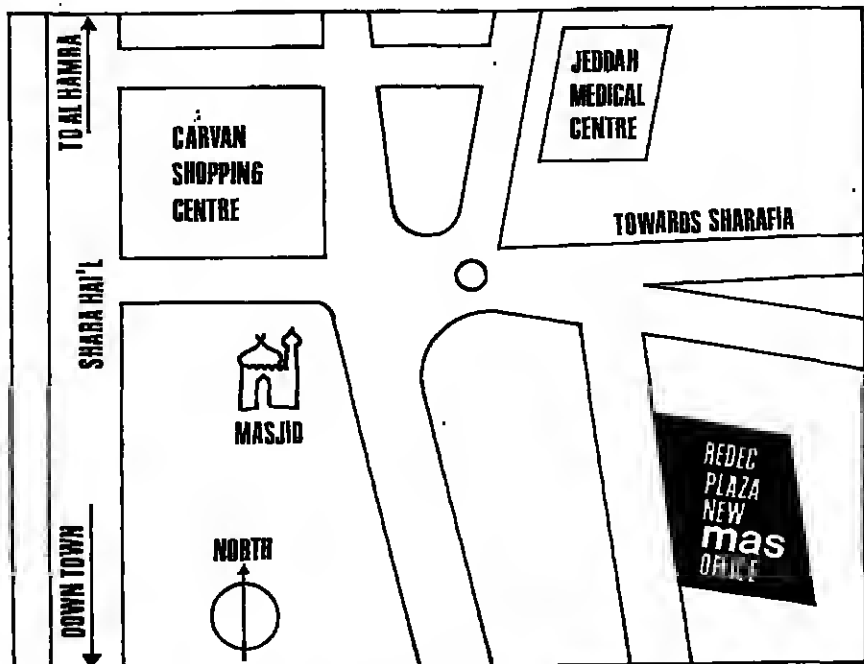 TO AL HAMRA
JEDDAH
MEDICAL
CENTRE
CARVAN
SHOPPING
CENTRE
TOWARDS SHARAFIA
SHARA HAI'L
MASJID
REDEC
PLAZA
NEW
mas
OFFICE
NORTH
DOWN TOWN